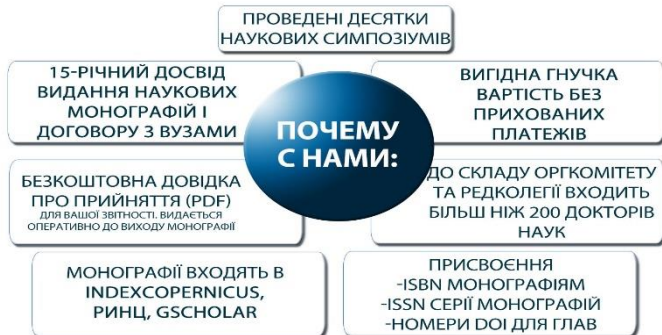 ПРОВЕДЕНІ ДЕСЯТКИ
НАУКОВИХ СИМПОЗІУМІВ
15-РІЧНИЙ ДОСВІД
ВИДАННЯ НАУКОВИХ
МОНОГРАФІЙ І
ДОГОВОРУ З ВУЗАМИ
ВИГІДНА ГНУЧКА
ВАРТІСТЬ БЕЗ
ПРИХОВАНИХ
ПЛАТЕЖІВ
ПОЧЕМУ
С НАМИ:
БЕЗКОШТОВНА ДОВІДКА
ПРО ПРИЙНЯТТЯ (PDF)
ДЛЯ ВАШОЇ ЗВІТНОСТІ. ВИДАЄТЬСЯ
ОПЕРАТИВНО ДО ВИХОДУ МОНОГРАФІЇ
ДО СКЛАДУ ОРГКОМІТЕТУ
ТА РЕДКОЛЕГІЇ ВХОДИТЬ
БІЛЬШ НІЖ 200 ДОКТОРІВ
НАУК
МОНОГРАФІЇ ВХОДЯТЬ В
INDEXCOPERNICUS,
РИНЦ, GSCHOLAR
ПРИСВОЄННЯ
-ISBN МОНОГРАФІЯМ
-ISSN СЕРІЇ МОНОГРАФІЙ
-НОМЕРИ DOI ДЛЯ ГЛАВ